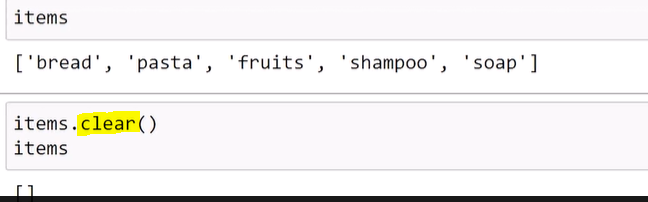 items
['bread', 'pasta', 'fruits', 'shampoo', 'soap']
items.clear()
items
[]